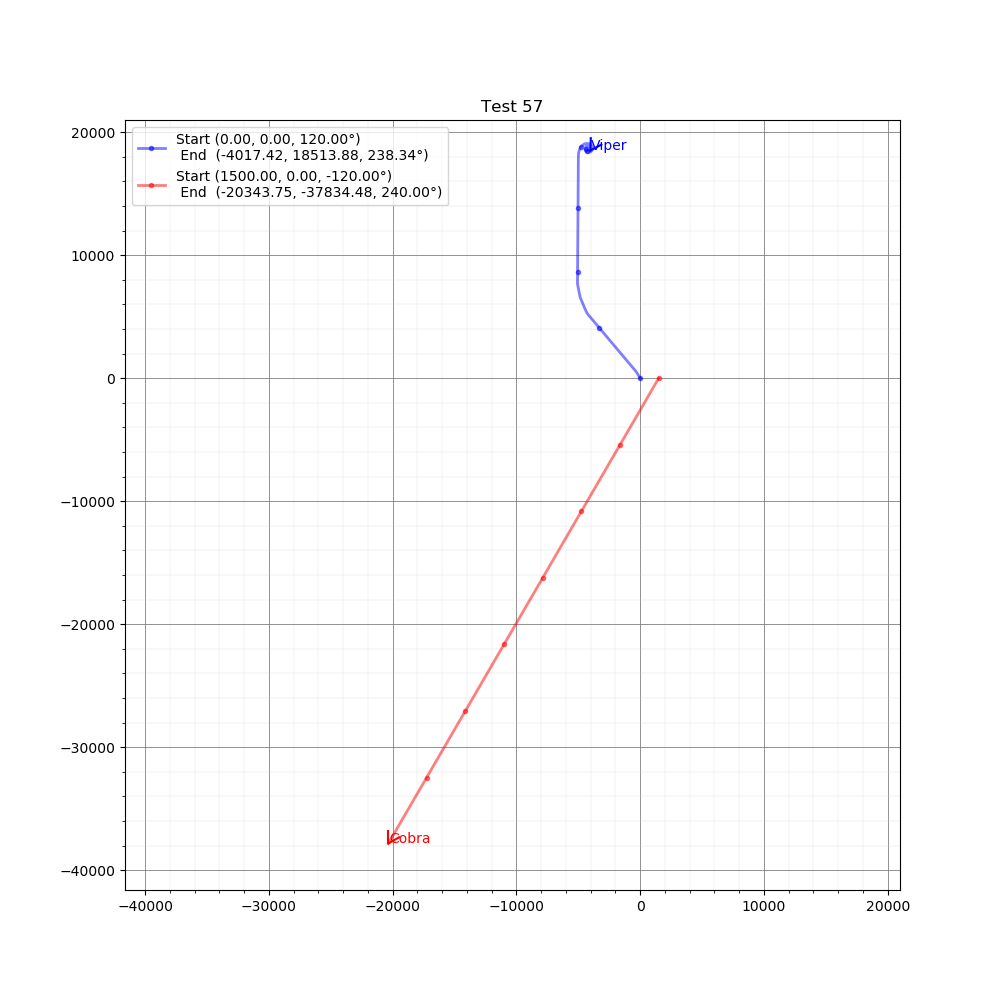 Test 57
Start (0.00, 0.00, 120.00°)
End  (-4017.42, 18513.88, 238.34°)
Start (1500.00, 0.00, -120.00°)
End  (-20343.75, -37834.48, 240.00°)
20000
10000
0
−10000
−20000
−30000
−40000
Viper
Cobra
−40000
−30000
−20000
−10000
0
10000
20000